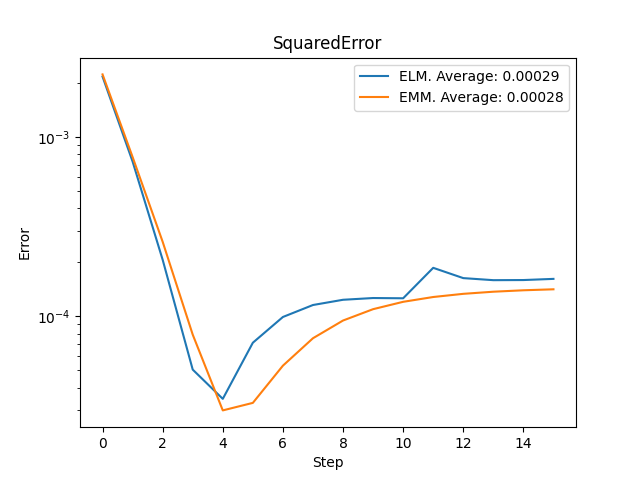 SquaredError
ELM. Average: 0.00029
EMM. Average: 0.00028
10⁻³
10⁻⁴
Error
0 2 4 6 8 10 12 14
Step